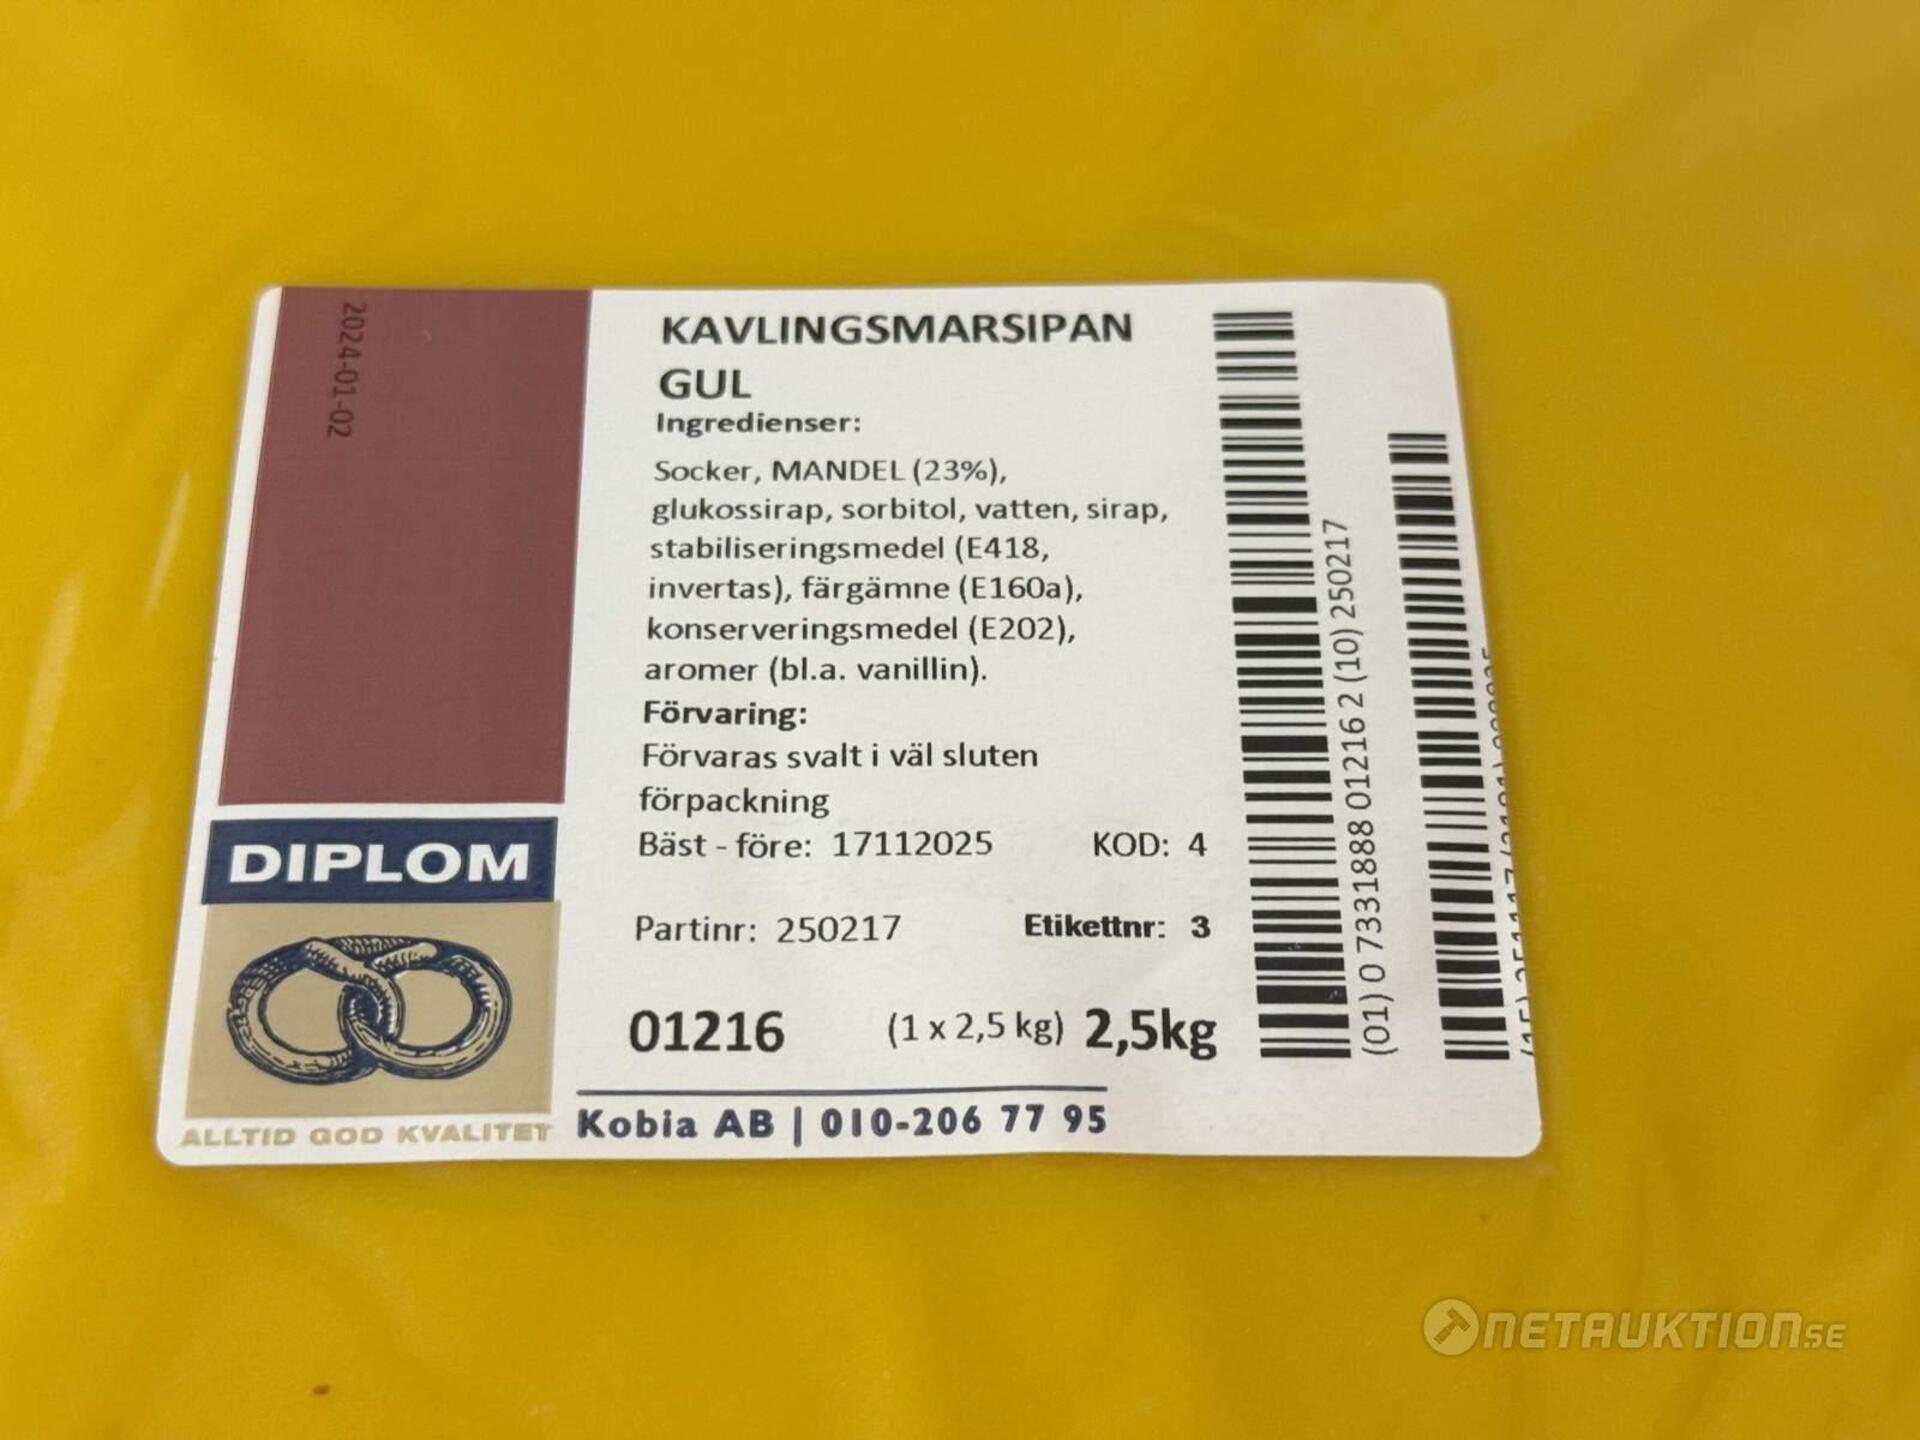 2024-01-02
KAVLINGSMARSIPAN
GUL
Ingredienser:
Socker, MANDEL (23%),
glukossirap, sorbitol, vatten, sirap,
stabiliseringsmedel (E418,
invertas), färgämne (E160a),
konserveringsmedel (E202),
aromer (bl.a. vanillin).
Förvaring:
Förvaras svalt i väl sluten
förpackning
Bäst - före: 17112025 KOD: 4
Partinr: 250217 Etikettnr: 3
01216 (1 x 2,5 kg) 2,5kg
Kobia AB | 010-206 77 95
DIPLOM
ALLTID GOD KVALITET
(01) 0 7331888 01216 2 (10) 250217
NETAUKTION.SE